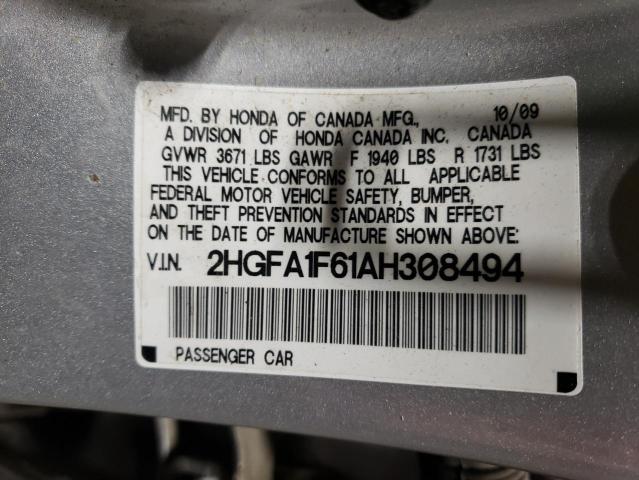 MFD. BY HONDA OF CANADA MFG., 10/09
A DIVISION OF HONDA CANADA INC. CANADA
GVWR 3671 LBS GAWR F 1940 LBS R 1731 LBS
THIS VEHICLE CONFORMS TO ALL APPLICABLE
FEDERAL MOTOR VEHICLE SAFETY, BUMPER,
AND THEFT PREVENTION STANDARDS IN EFFECT
ON THE DATE OF MANUFACTURE SHOWN ABOVE:
V.I.N. 2HGFA1F61AH308494
PASSENGER CAR